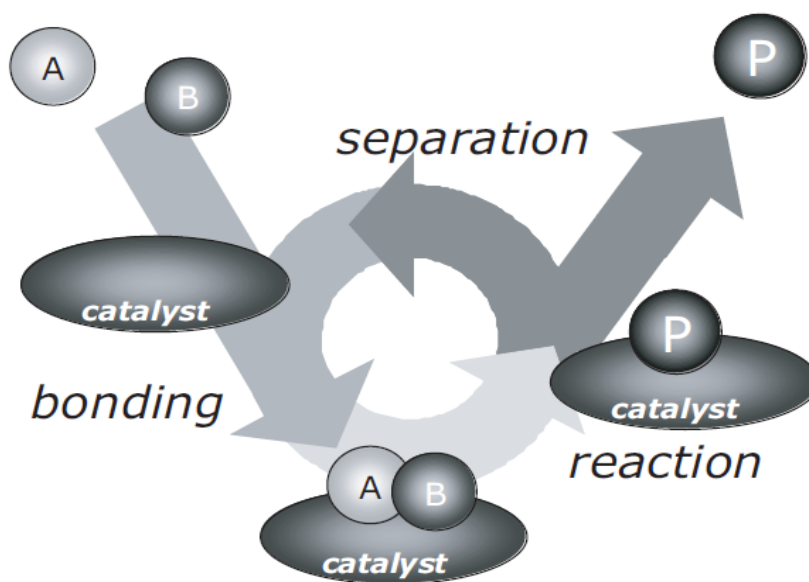 A
B
P
separation
catalyst
P
bonding
catalyst
reaction
A
B
catalyst